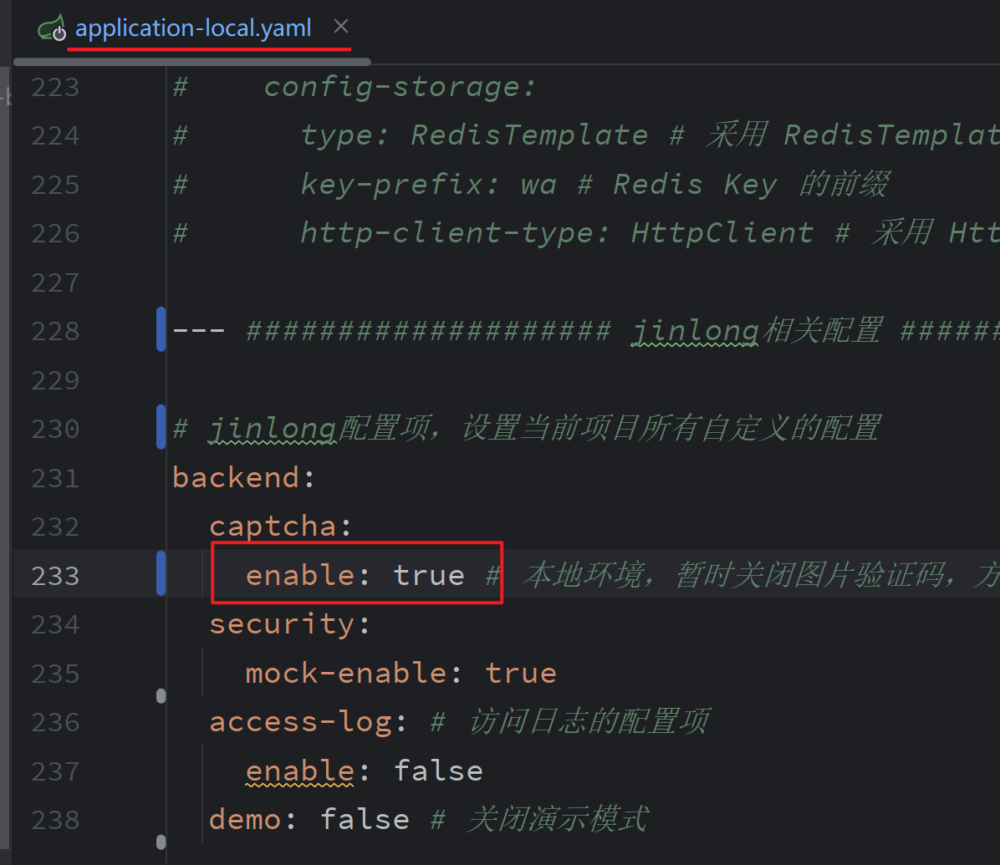 application-local.yaml
223 # config-storage:
224 # type: RedisTemplate # 采用 RedisTemplat
225 # key-prefix: wa # Redis Key 的前缀
226 # http-client-type: HttpClient # 采用 Htt
227
228 --- #################### jinlong相关配置 ######
229
230 # jinlong配置项，设置当前项目所有自定义的配置
231 backend:
232 captcha:
233 enable: true # 本地环境，暂时关闭图片验证码，方
234 security:
235 mock-enable: true
236 access-log: # 访问日志的配置项
237 enable: false
238 demo: false # 关闭演示模式